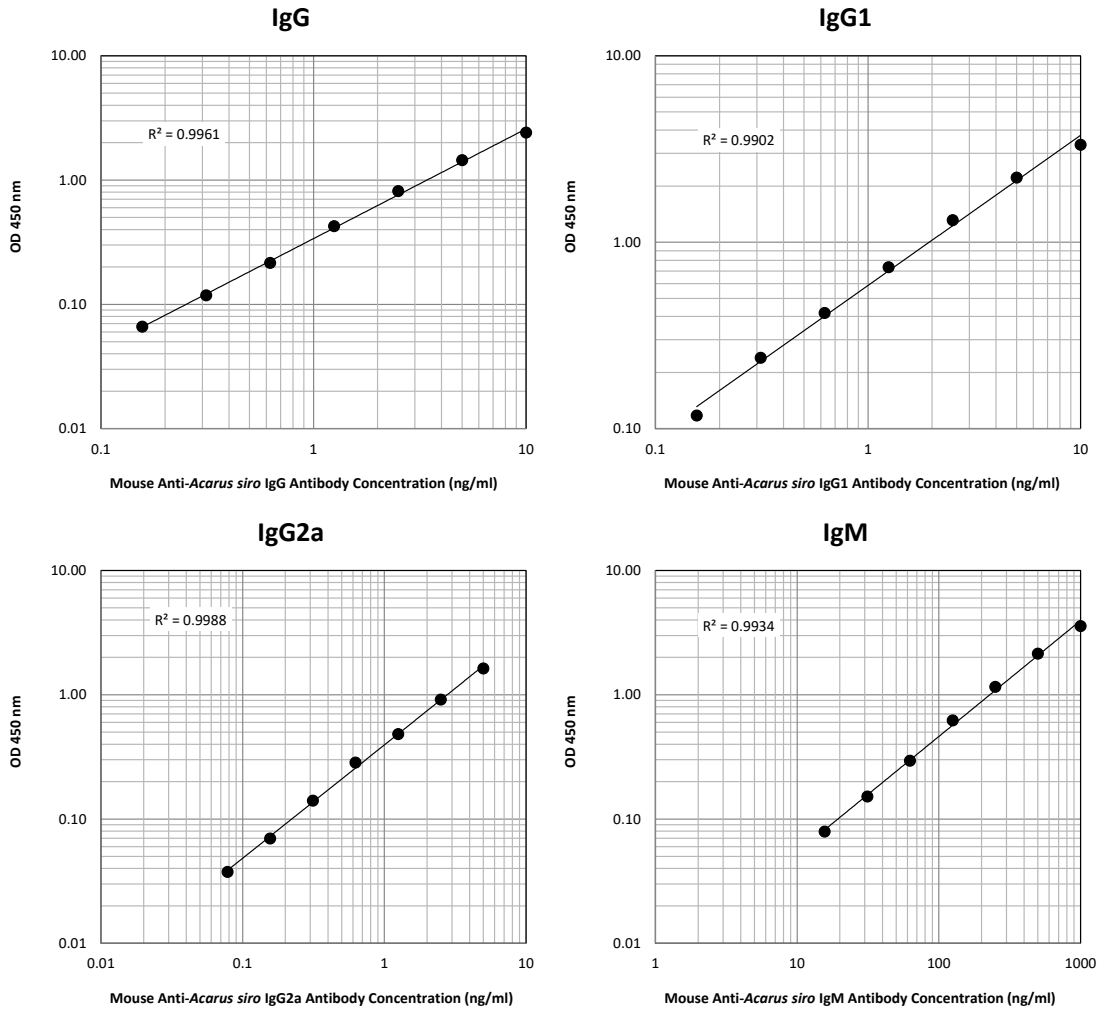 IgG
10.00
1.00
0.10
0.01
OD 450 nm
R² = 0.9961
0.1 1 10
Mouse Anti-Acarus siro IgG Antibody Concentration (ng/ml)
IgG1
10.00
1.00
0.10
OD 450 nm
R² = 0.9902
0.1 1 10
Mouse Anti-Acarus siro IgG1 Antibody Concentration (ng/ml)
IgG2a
10.00
1.00
0.10
0.01
OD 450 nm
R² = 0.9988
0.01 0.1 1 10
Mouse Anti-Acarus siro IgG2a Antibody Concentration (ng/ml)
IgM
10.00
1.00
0.10
0.01
OD 450 nm
R² = 0.9934
1 10 100 1000
Mouse Anti-Acarus siro IgM Antibody Concentration (ng/ml)